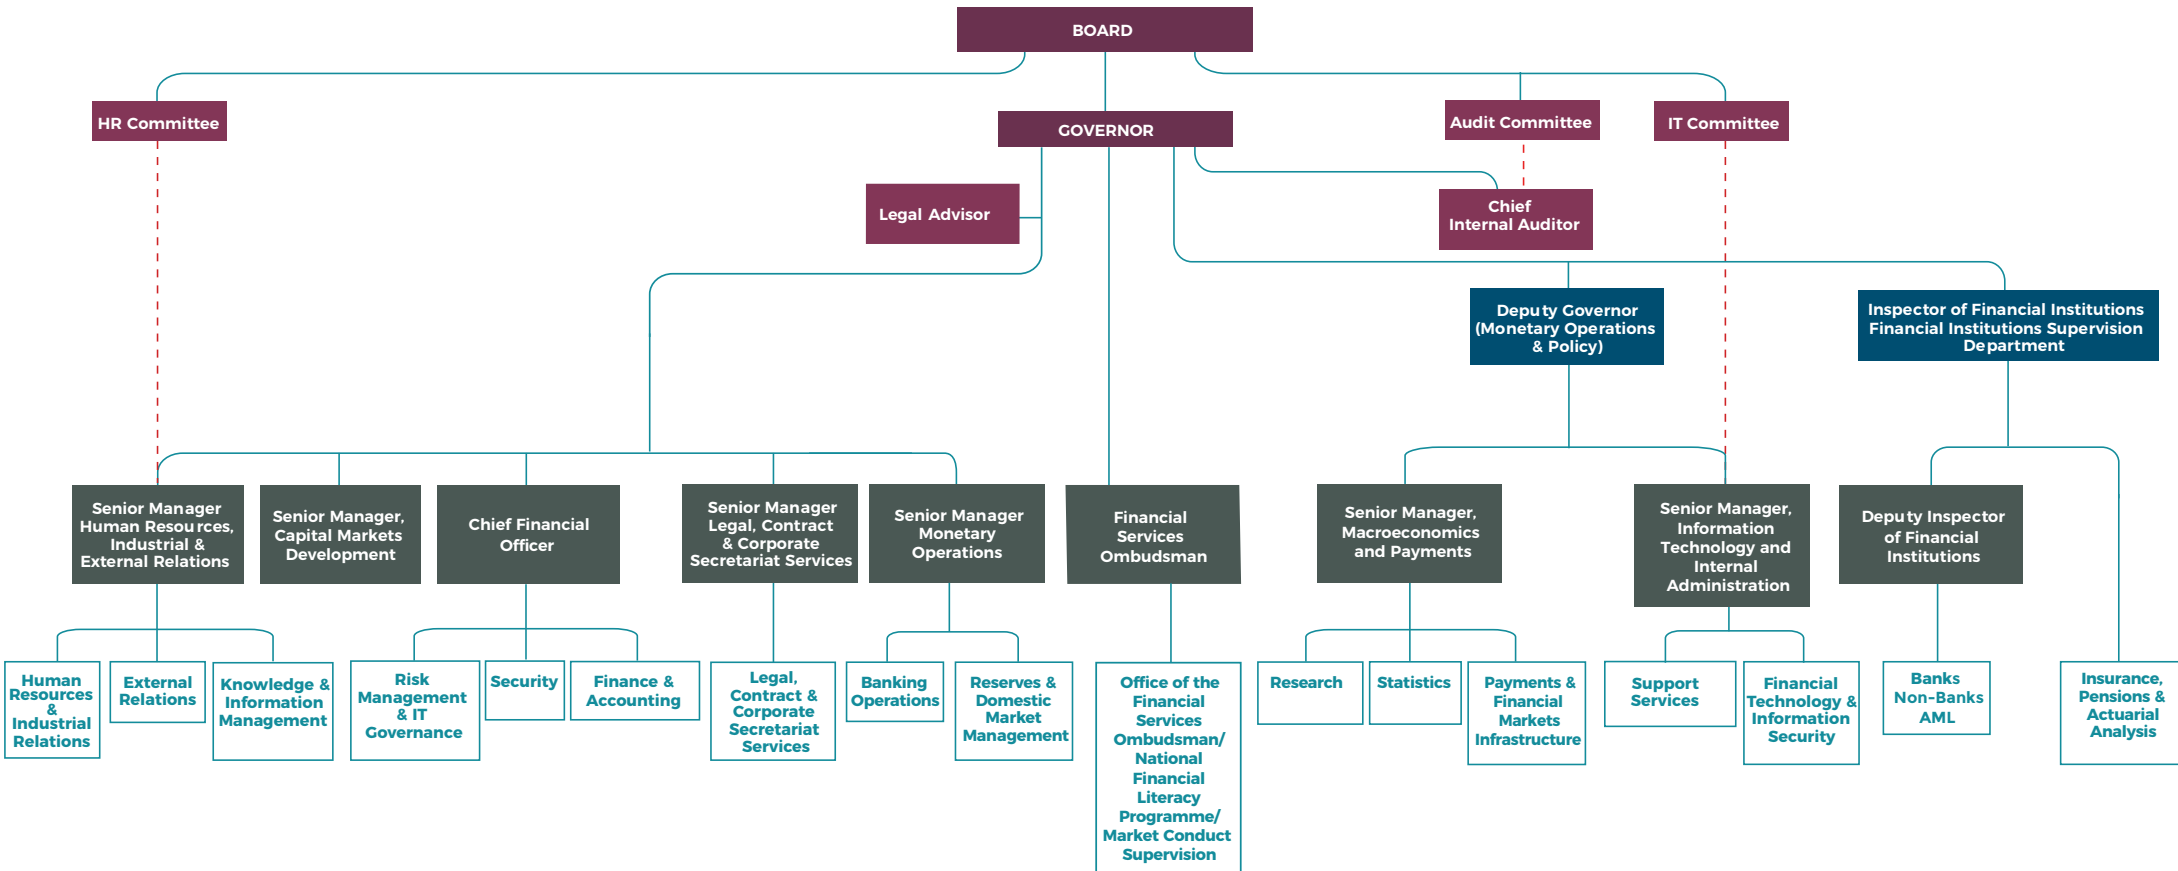 BOARD
HR Committee
GOVERNOR
Audit Committee
IT Committee
Legal Advisor
Chief
Internal Auditor
Deputy Governor
(Monetary Operations
& Policy)
Inspector of Financial Institutions
Financial Institutions Supervision
Department
Senior Manager
Human Resources,
Industrial &
External Relations
Senior Manager,
Capital Markets
Development
Chief Financial
Officer
Senior Manager
Legal, Contract
& Corporate
Secretariat Services
Senior Manager
Monetary
Operations
Financial
Services
Ombudsman
Senior Manager,
Macroeconomics
and Payments
Senior Manager,
Information
Technology and
Internal
Administration
Deputy Inspector
of Financial
Institutions
Human
Resources
&
Industrial
Relations
External
Relations
Knowledge &
Information
Management
Risk
Management
& IT
Governance
Security
Finance &
Accounting
Legal,
Contract &
Corporate
Secretariat
Services
Banking
Operations
Reserves &
Domestic
Market
Management
Office of the
Financial
Services
Ombudsman/
National
Financial
Literacy
Programme/
Market Conduct
Supervision
Research
Statistics
Payments &
Financial
Markets
Infrastructure
Support
Services
Financial
Technology &
Information
Security
Banks
Non-Banks
AML
Insurance,
Pensions &
Actuarial
Analysis